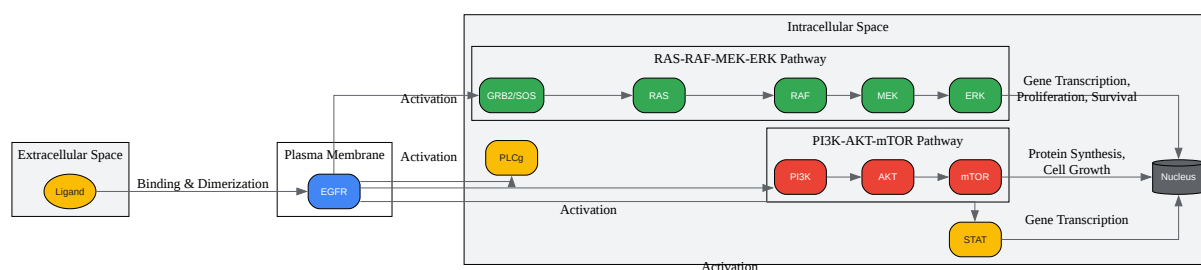 Intracellular Space
RAS-RAF-MEK-ERK Pathway
Activation
GRB2/SOS
RAS
RAF
MEK
ERK
Gene Transcription,
Proliferation, Survival
Extracellular Space
Plasma Membrane
Activation
PLCg
PI3K-AKT-mTOR Pathway
Ligand
Binding & Dimerization
EGFR
PI3K
AKT
mTOR
Protein Synthesis,
Cell Growth
Nucleus
Activation
STAT
Gene Transcription
Activation